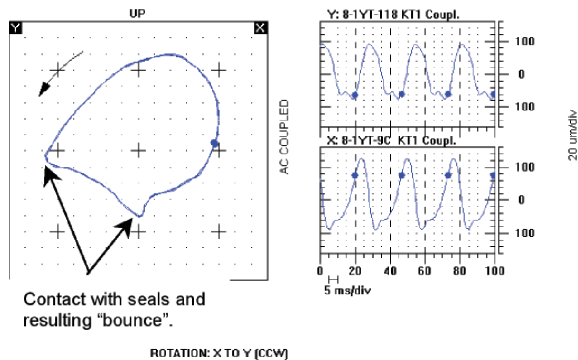 UP
Y
X
Contact with seals and
resulting “bounce”.
ROTATION: X TO Y (CCW)
AC COUPLED
Y: 8-1YT-118 KT1 Coupl.
100
0
100
X: 8-1YT-9C KT1 Coupl.
100
0
100
0 20 40 60 80 100
5 ms/div
20 um/div